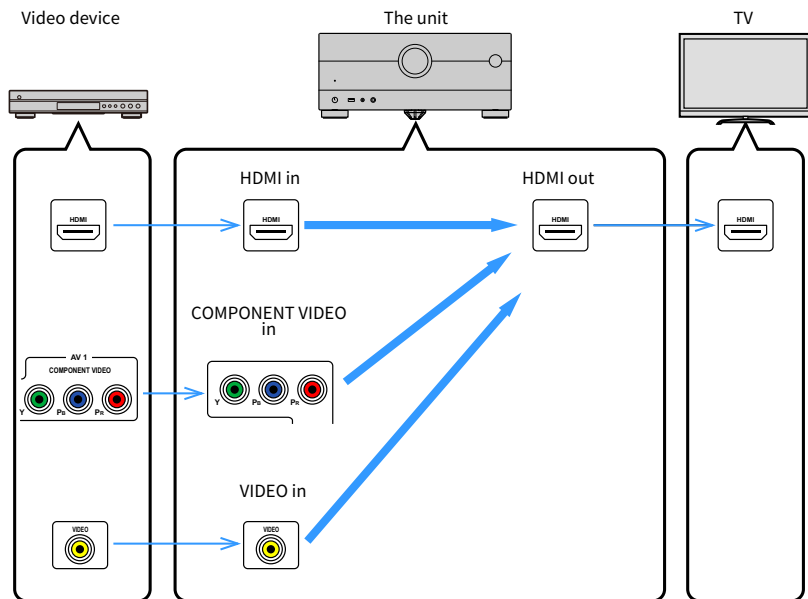 Video device
The unit
TV
HDMI in
HDMI out
HDMI
HDMI
HDMI
HDMI
COMPONENT VIDEO
in
AV 1
COMPONENT VIDEO
Y PB PR
Y PB PR
VIDEO in
VIDEO
VIDEO